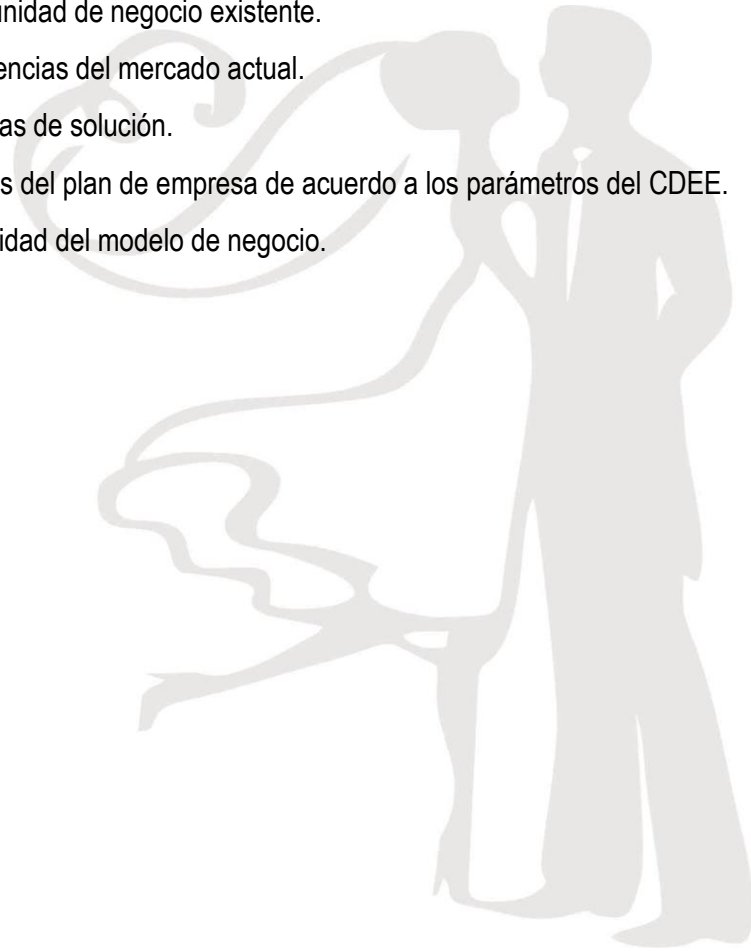 unidad de negocio existente.
encias del mercado actual.
as de solución.
s del plan de empresa de acuerdo a los parámetros del CDEE.
idad del modelo de negocio.